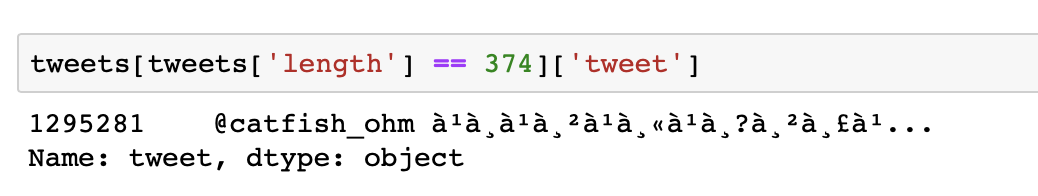 tweets[tweets['length'] == 374]['tweet']
1295281    @catfish_ohm à¹à¸à¹à¸²à¹à¸«à¹à¸?à¸²à¸£à¹...
Name: tweet, dtype: object